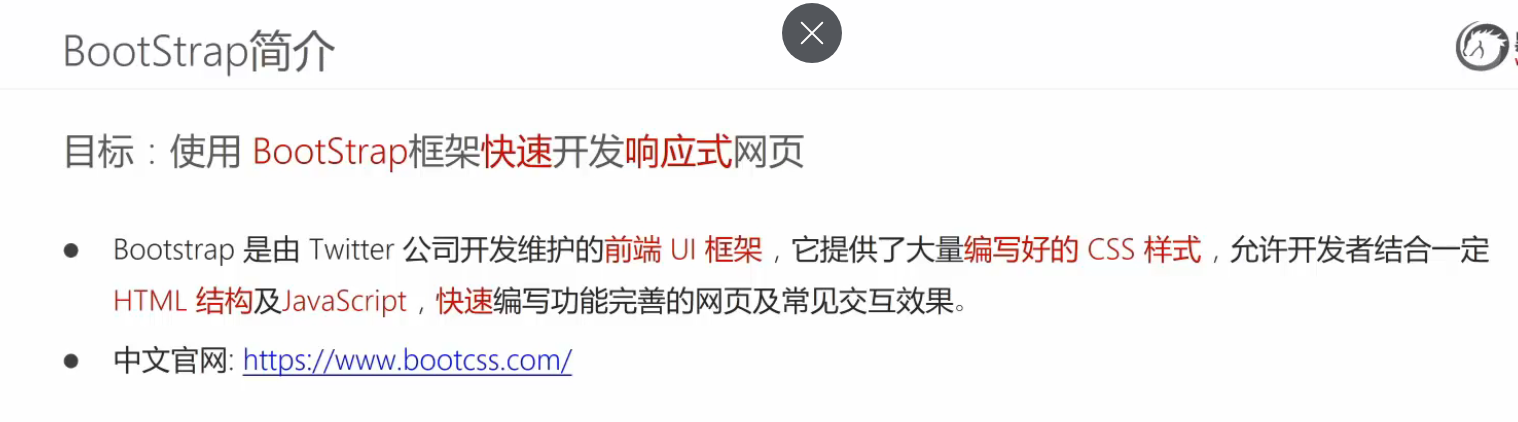 BootStrap简介
目标：使用 BootStrap框架快速开发响应式网页
● Bootstrap 是由 Twitter 公司开发维护的前端 UI 框架，它提供了大量编写好的 CSS 样式，允许开发者结合一定
HTML 结构及JavaScript，快速编写功能完善的网页及常见交互效果。
● 中文官网: https://www.bootcss.com/